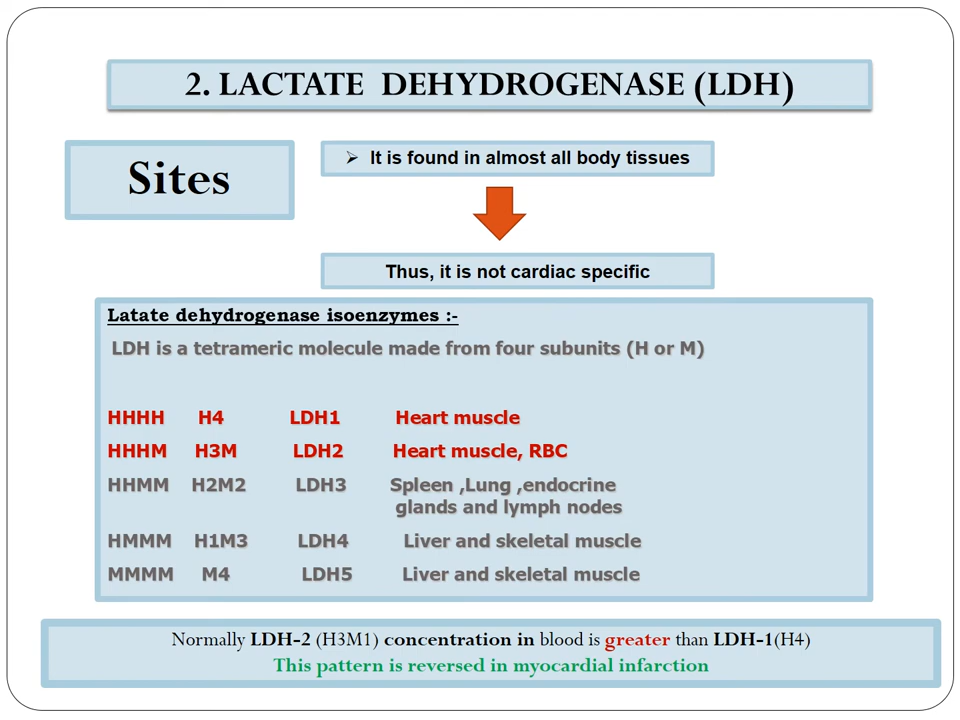 2. LACTATE DEHYDROGENASE (LDH)
Sites
➢ It is found in almost all body tissues
Thus, it is not cardiac specific
Latate dehydrogenase isoenzymes :-
LDH is a tetrameric molecule made from four subunits (H or M)
HHHH H4 LDH1 Heart muscle
HHHM H3M LDH2 Heart muscle, RBC
HHMM H2M2 LDH3 Spleen ,Lung ,endocrine
glands and lymph nodes
HMMM H1M3 LDH4 Liver and skeletal muscle
MMMM M4 LDH5 Liver and skeletal muscle
Normally LDH-2 (H3M1) concentration in blood is greater than LDH-1(H4)
This pattern is reversed in myocardial infarction